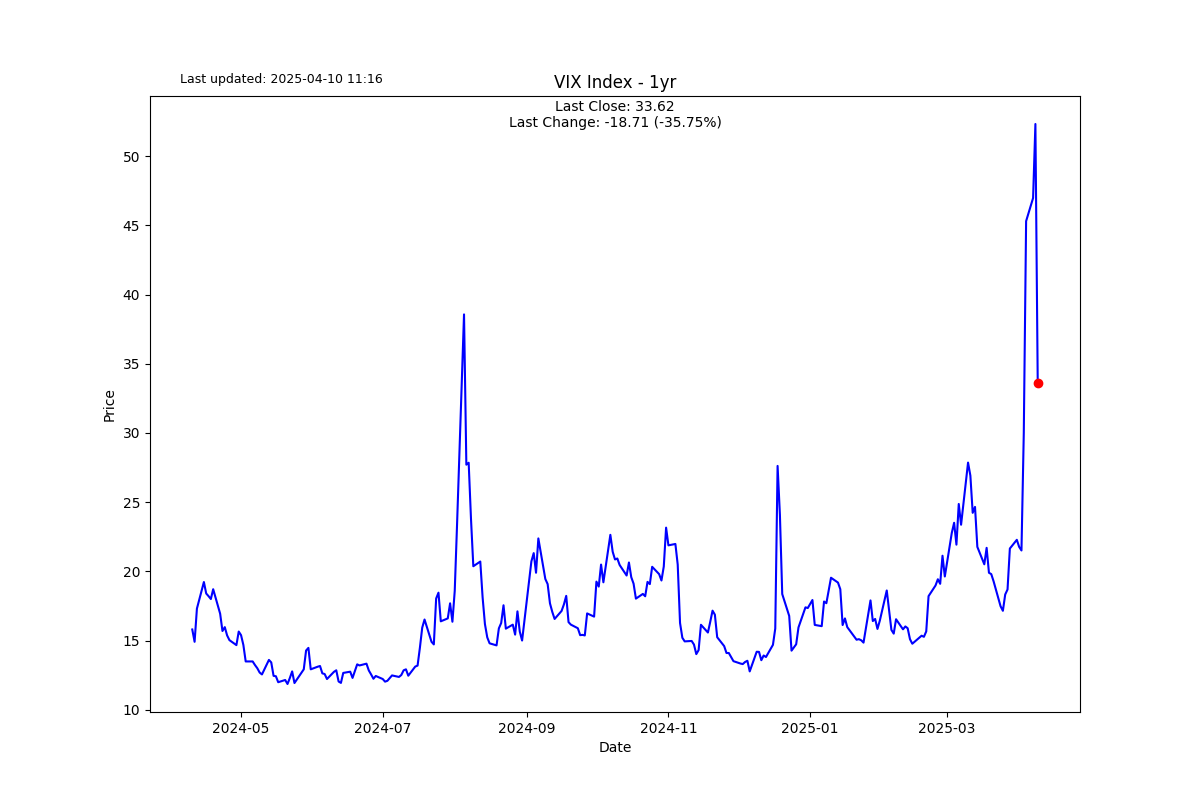 Last updated: 2025-04-10 11:16
VIX Index - 1yr
Last Close: 33.62
Last Change: -18.71 (-35.75%)
50
45
40
35
30
25
20
15
10
Price
2024-05
2024-07
2024-09
2024-11
2025-01
2025-03
Date